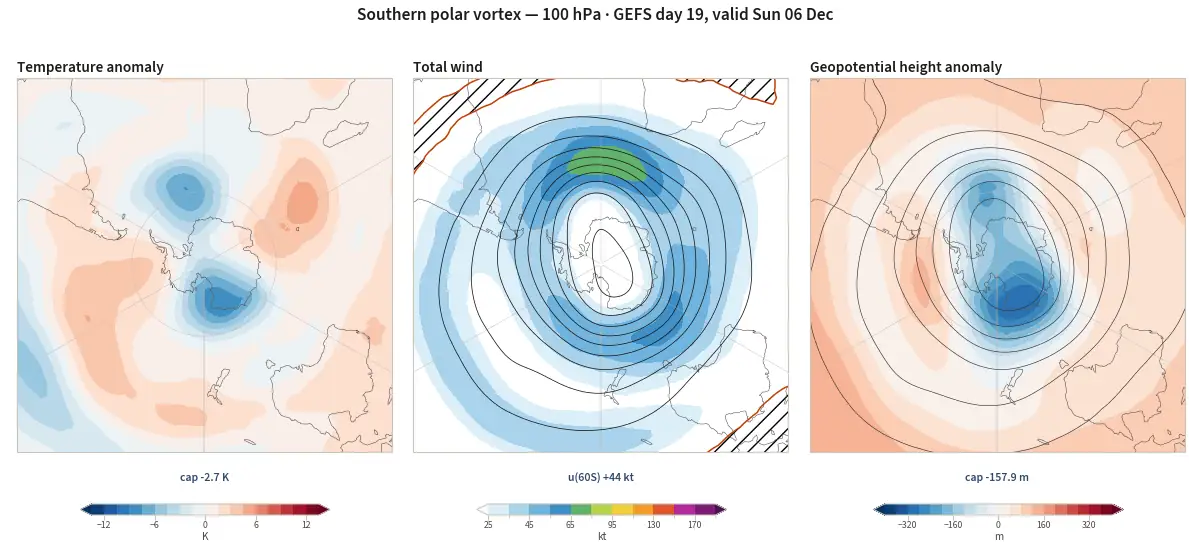 Southern polar vortex — 100 hPa · GEFS day 19, valid Sun 06 Dec
Temperature anomaly
Total wind
Geopotential height anomaly
cap -2.7 K
u(60S) +44 kt
cap -157.9 m
−12 −6 0 6 12
K
25 45 65 95 130 170
kt
−320 −160 0 160 320
m